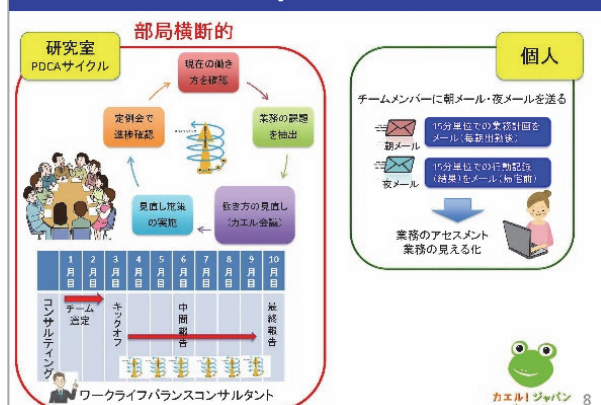 部局横断的
研究室
PDCAサイクル
現在の働き
方を確認
業務の課題
を抽出
働き方の見直し
(カエル会議)
見直し施策
の実施
定例会で
進捗確認
1月目
2月目
3月目
4月目
5月目
6月目
7月目
8月目
9月目
10月目
コンサルティング
チーム
選定
キックオフ
中間報告
最終報告
ワークライフバランスコンサルタント
個人
チームメンバーに朝メール・夜メールを送る
朝メール
15分単位での業務計画を
メール(毎朝出勤後)
夜メール
15分単位での行動記録
(結果)をメール(帰宅前)
業務のアセスメント
業務の見える化
カエル!ジャパン
8